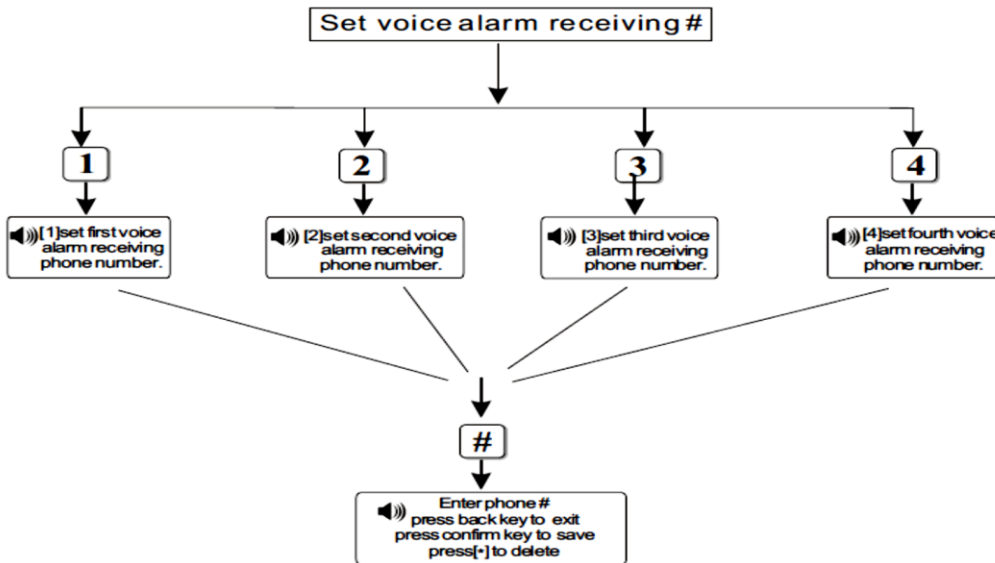 Set voice alarm receiving #
1
2
3
4
[1]set first voice
alarm receiving
phone number.
[2]set second voice
alarm receiving
phone number.
[3]set third voice
alarm receiving
phone number.
[4]set fourth voice
alarm receiving
phone number.
#
Enter phone #
press back key to exit
press confirm key to save
press[*] to delete